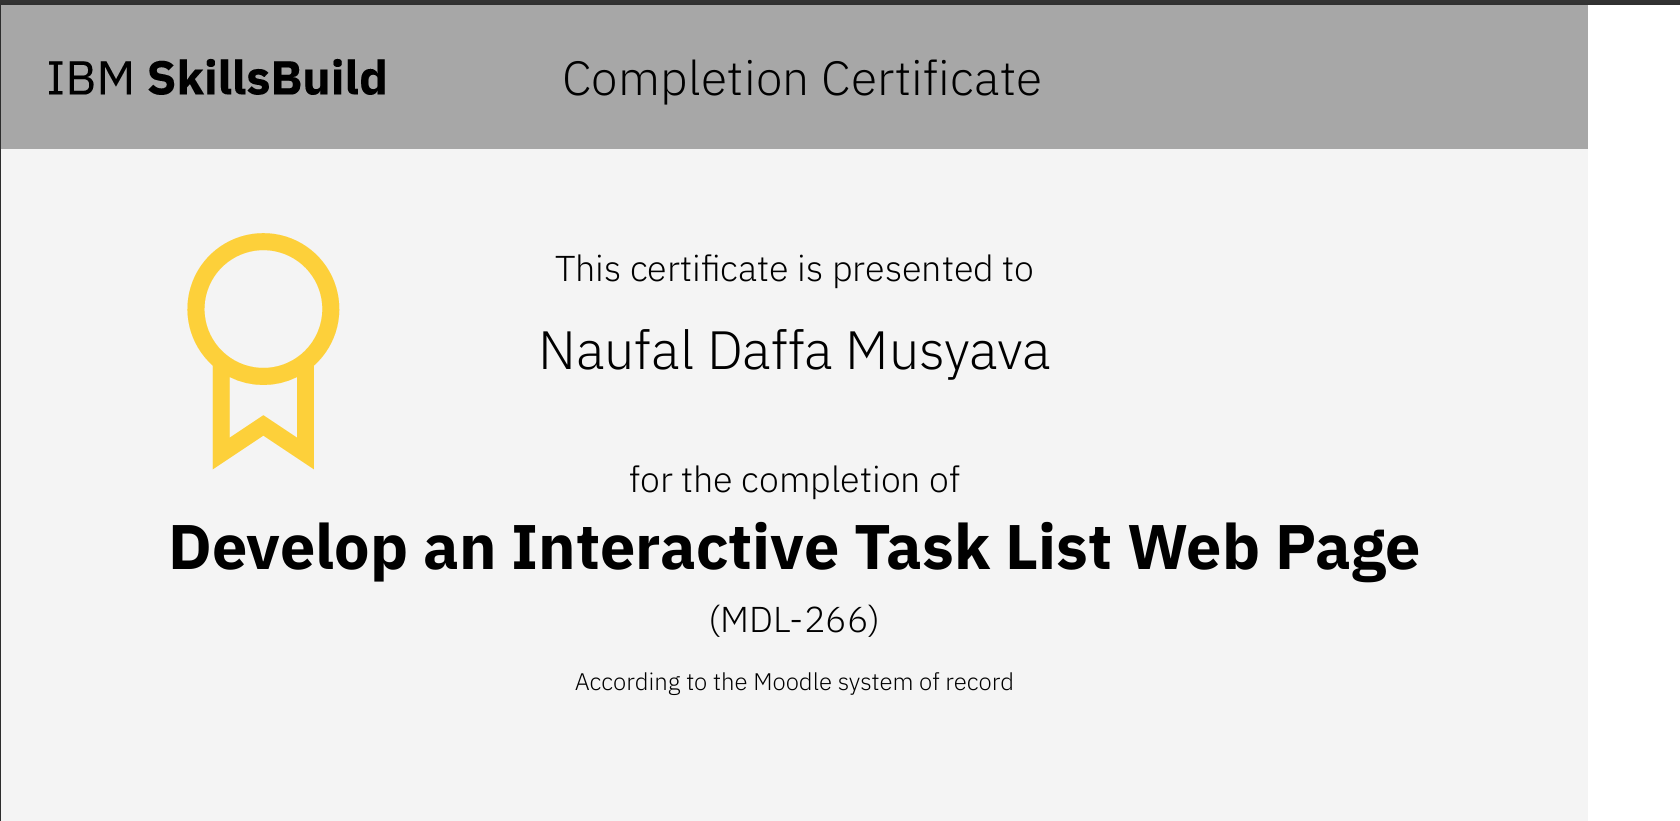 IBM SkillsBuild
Completion Certificate
This certificate is presented to
Naufal Daffa Musyava
for the completion of
Develop an Interactive Task List Web Page
(MDL-266)
According to the Moodle system of record